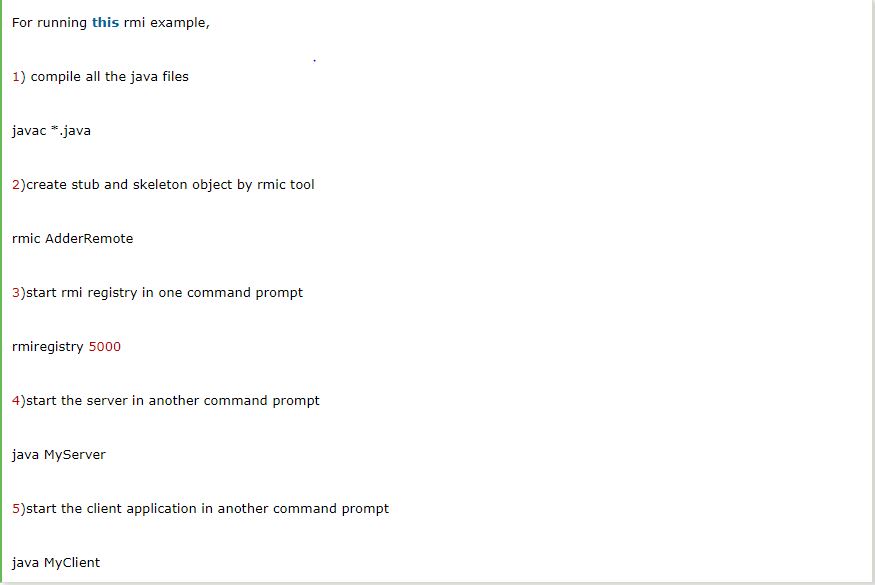 For running this rmi example,
1) compile all the java files
javac *.java
2)create stub and skeleton object by rmic tool
rmic AdderRemote
3)start rmi registry in one command prompt
rmiregistry 5000
4)start the server in another command prompt
java MyServer
5)start the client application in another command prompt
java MyClient